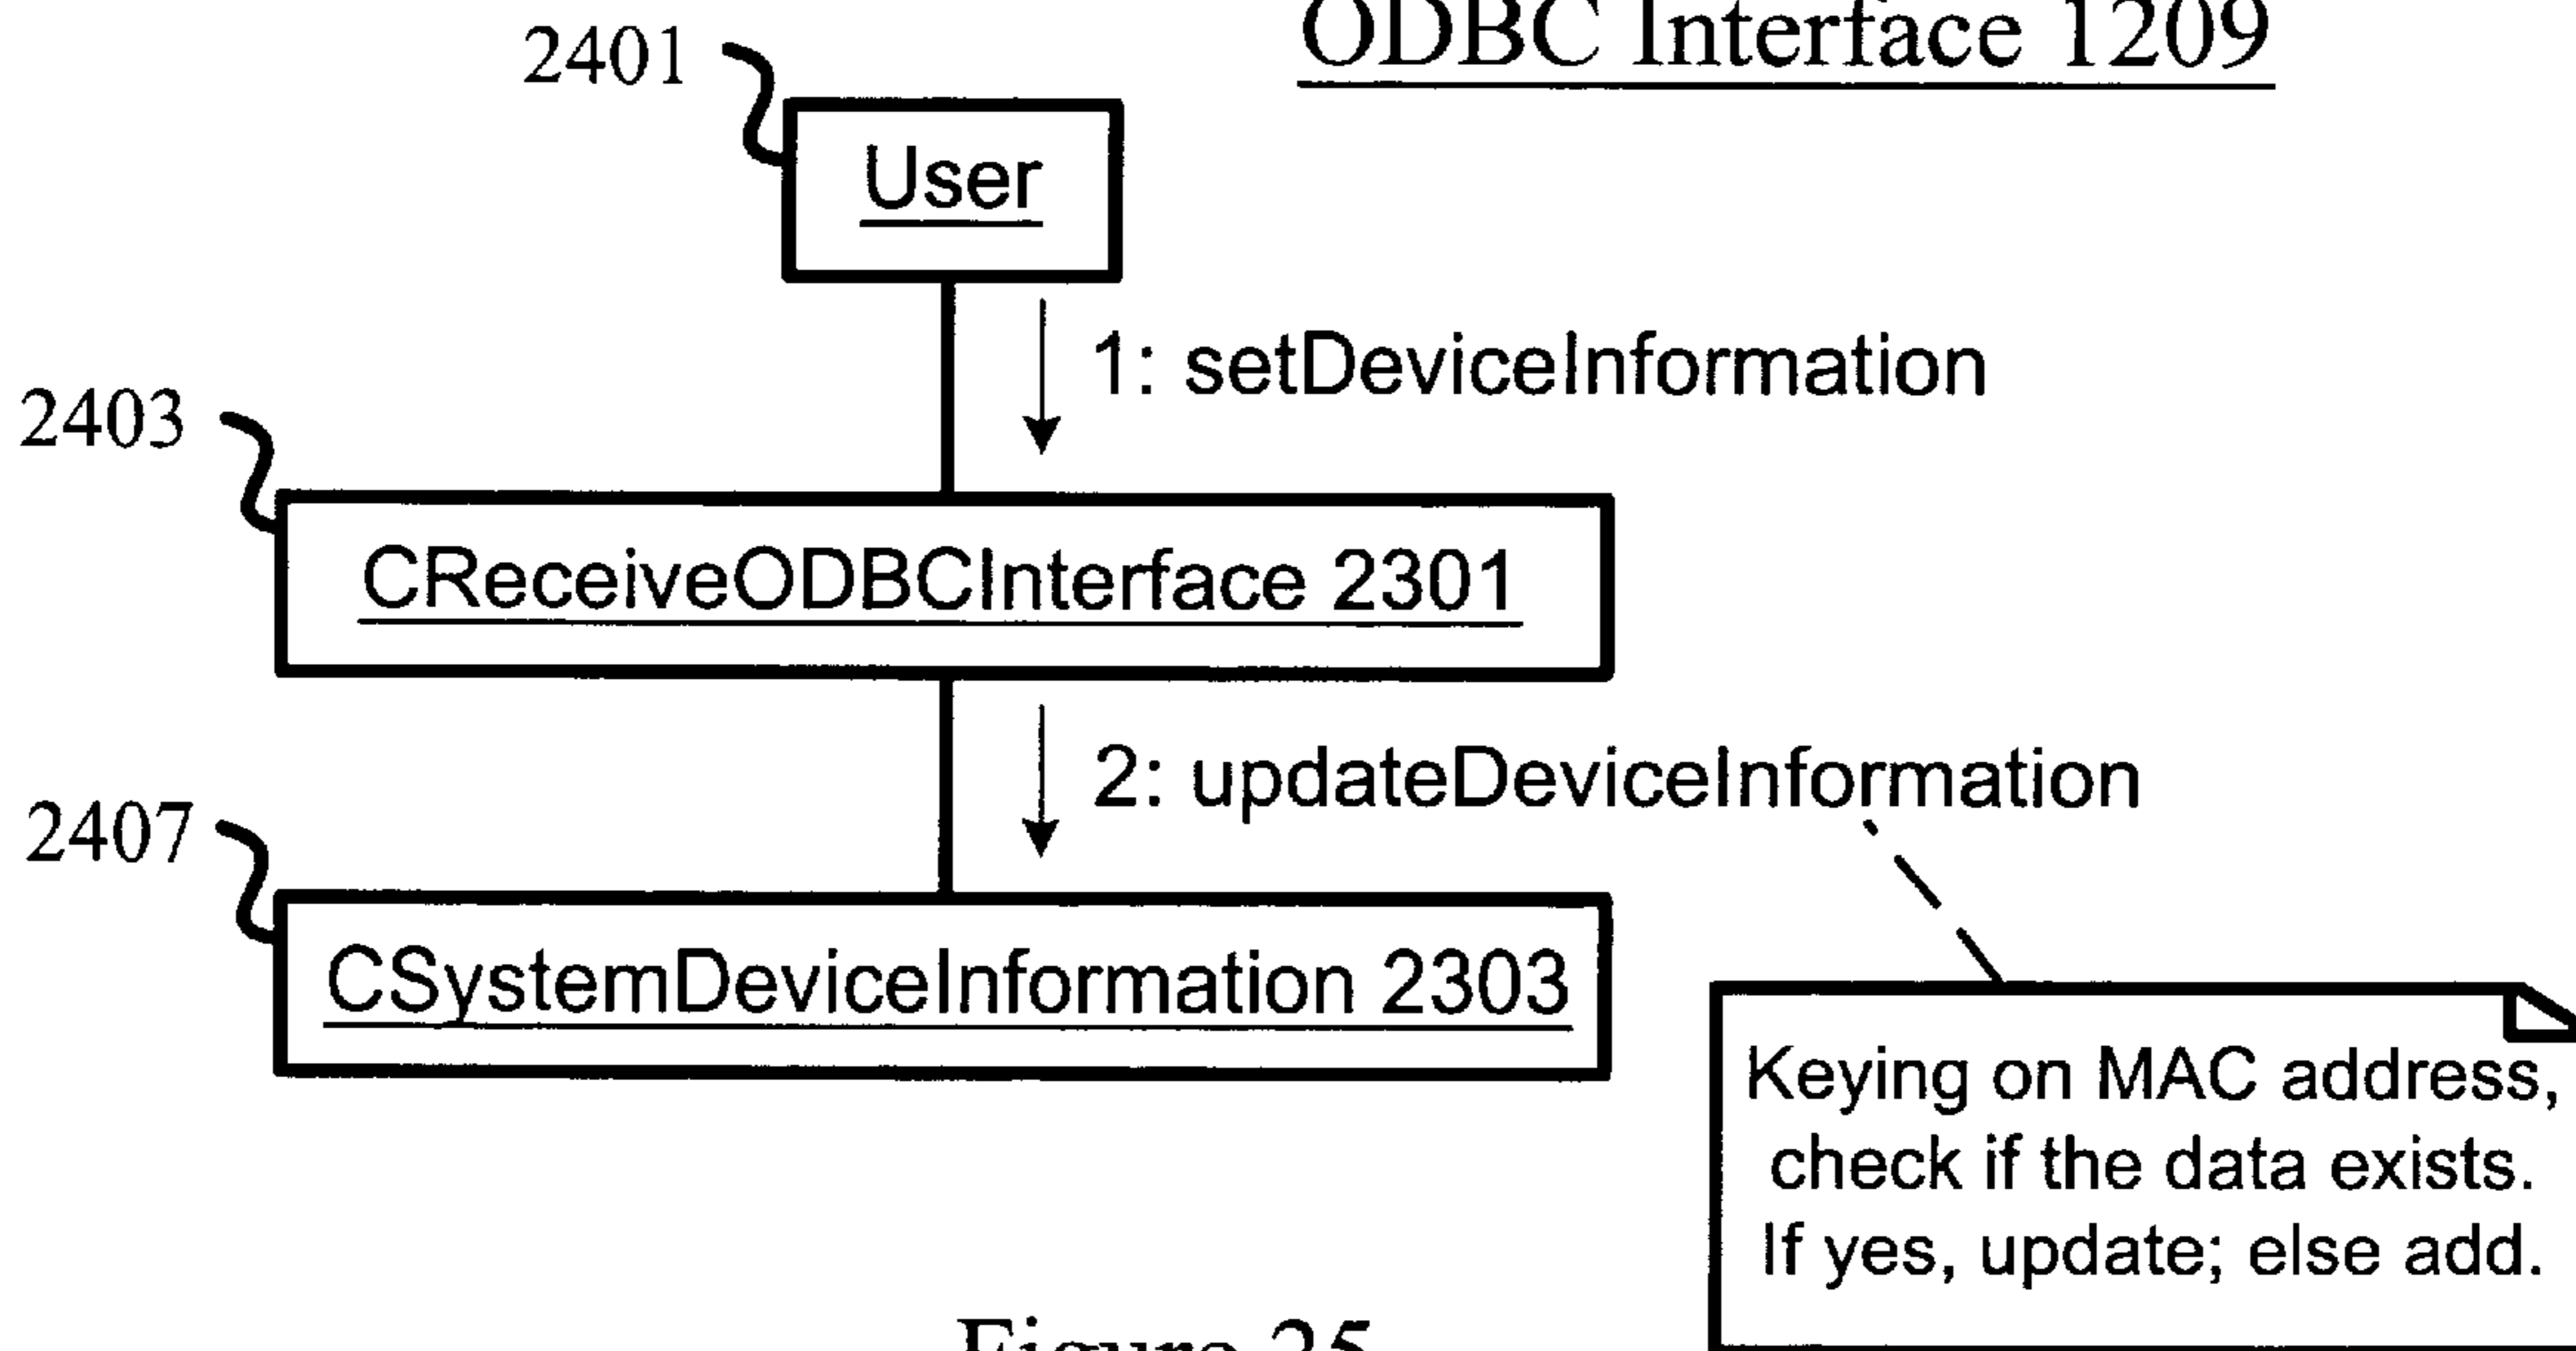 ODBC Interface 1209
2401
User
1: setDeviceInformation
2403
CReceiveODBCInterface 2301
2: updateDeviceInformation
2407
CSystemDeviceInformation 2303
Keying on MAC address,
check if the data exists.
If yes, update; else add.
Figure 25